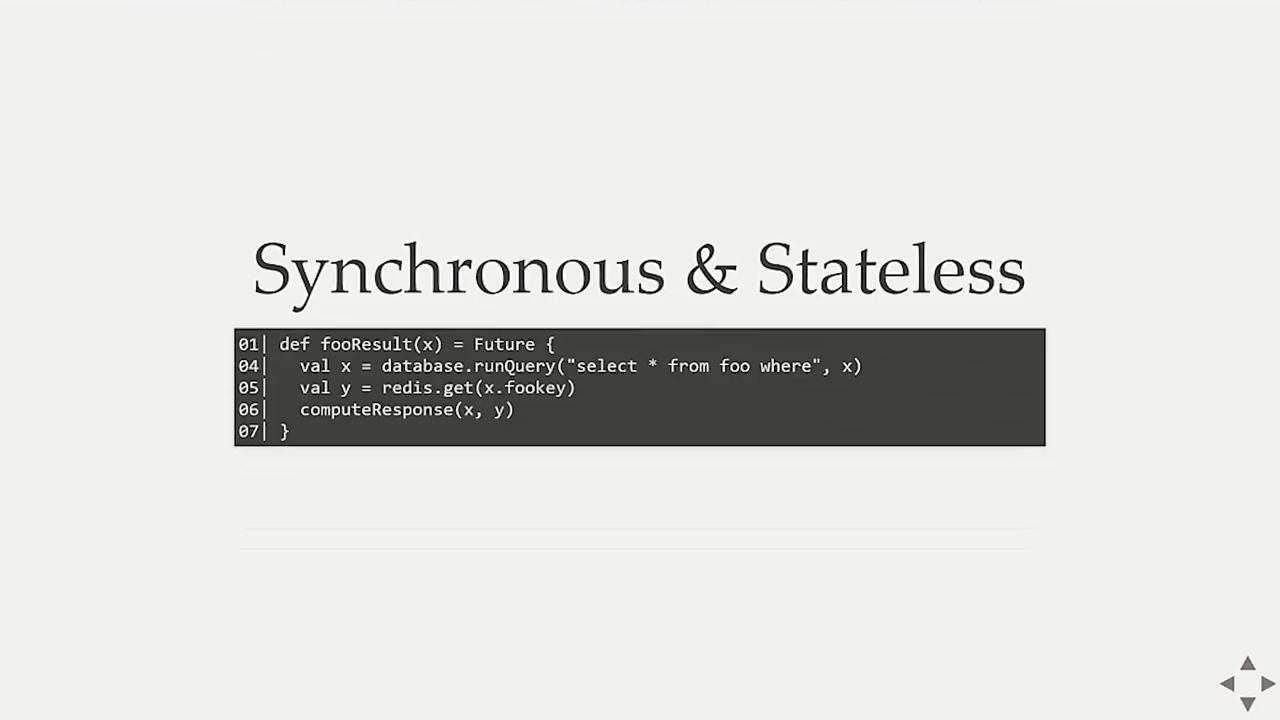 Synchronous & Stateless
01| def fooResult(x) = Future {
04|   val x = database.runQuery("select * from foo where", x)
05|   val y = redis.get(x.fookey)
06|   computeResponse(x, y)
07| }